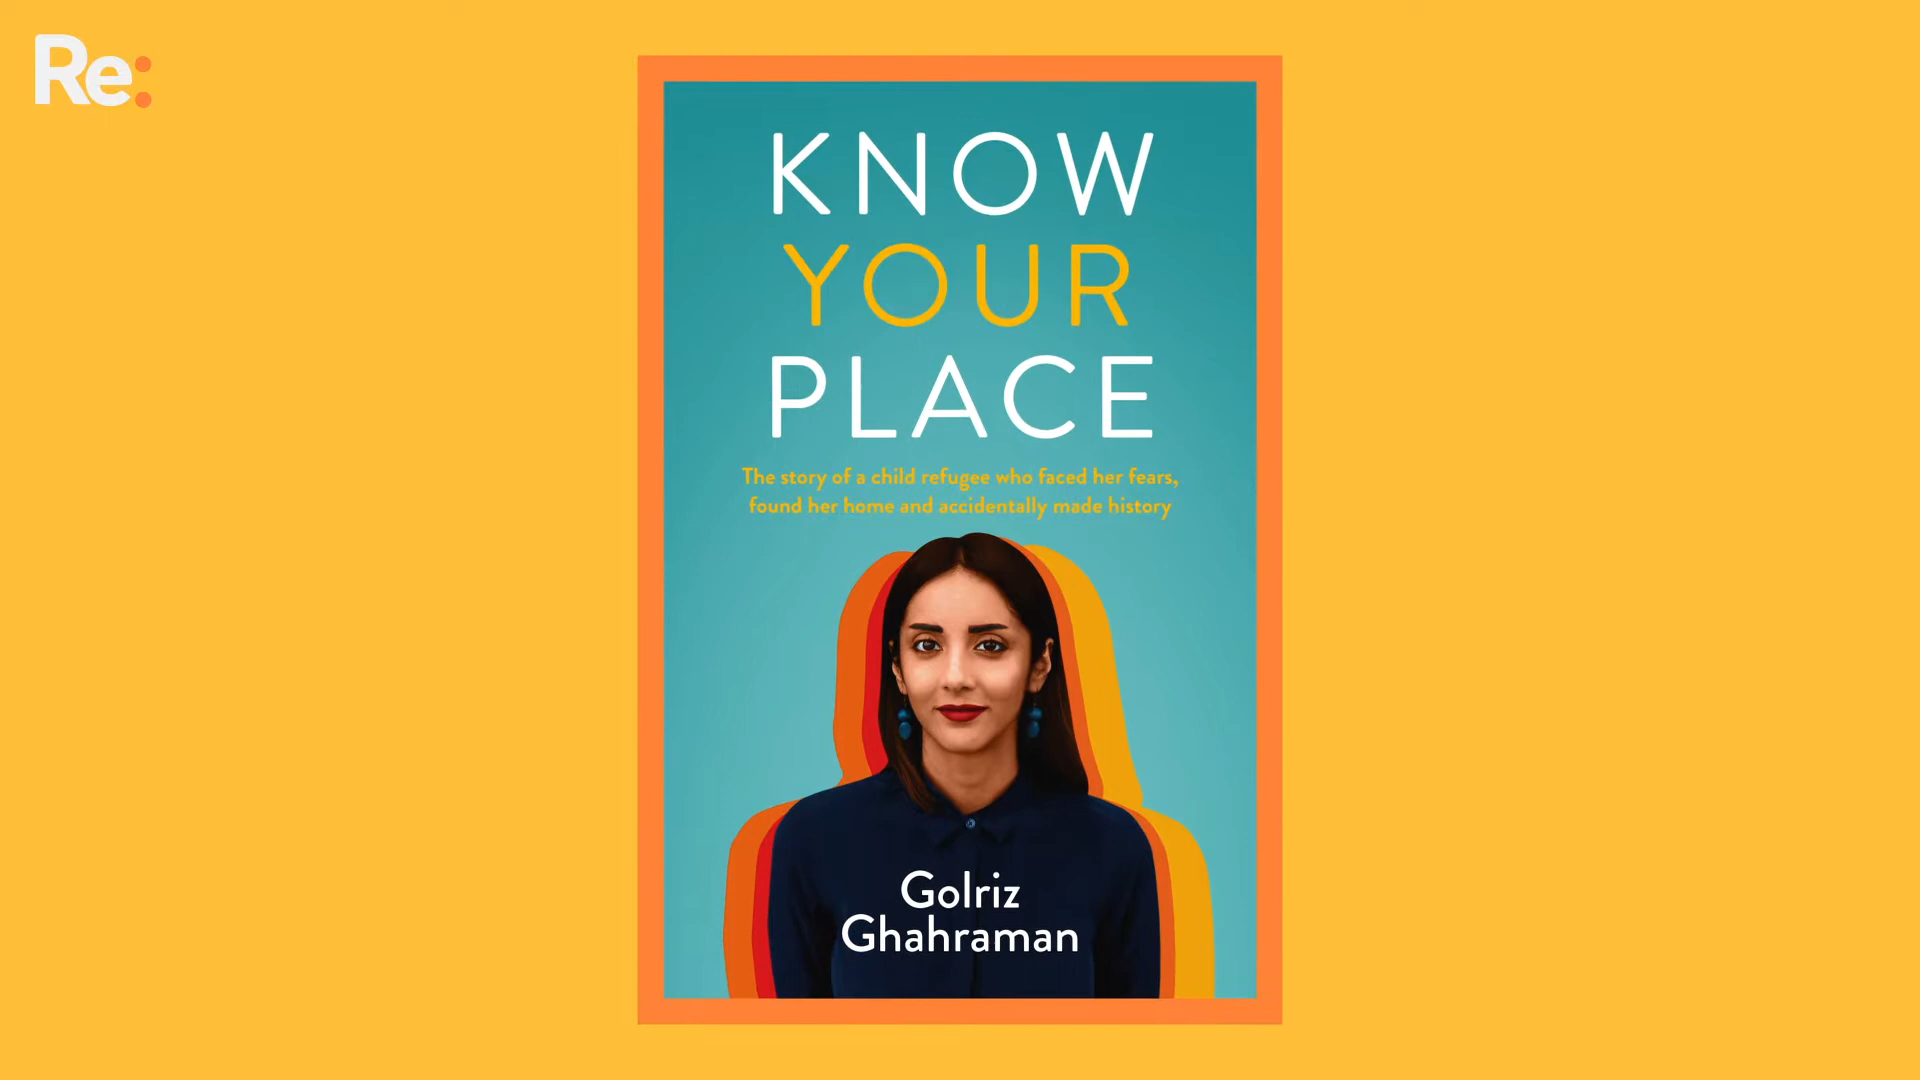 Re:
KNOW
YOUR
PLACE
The story of a child refugee who faced her fears,
found her home and accidentally made history
Golriz
Ghahraman